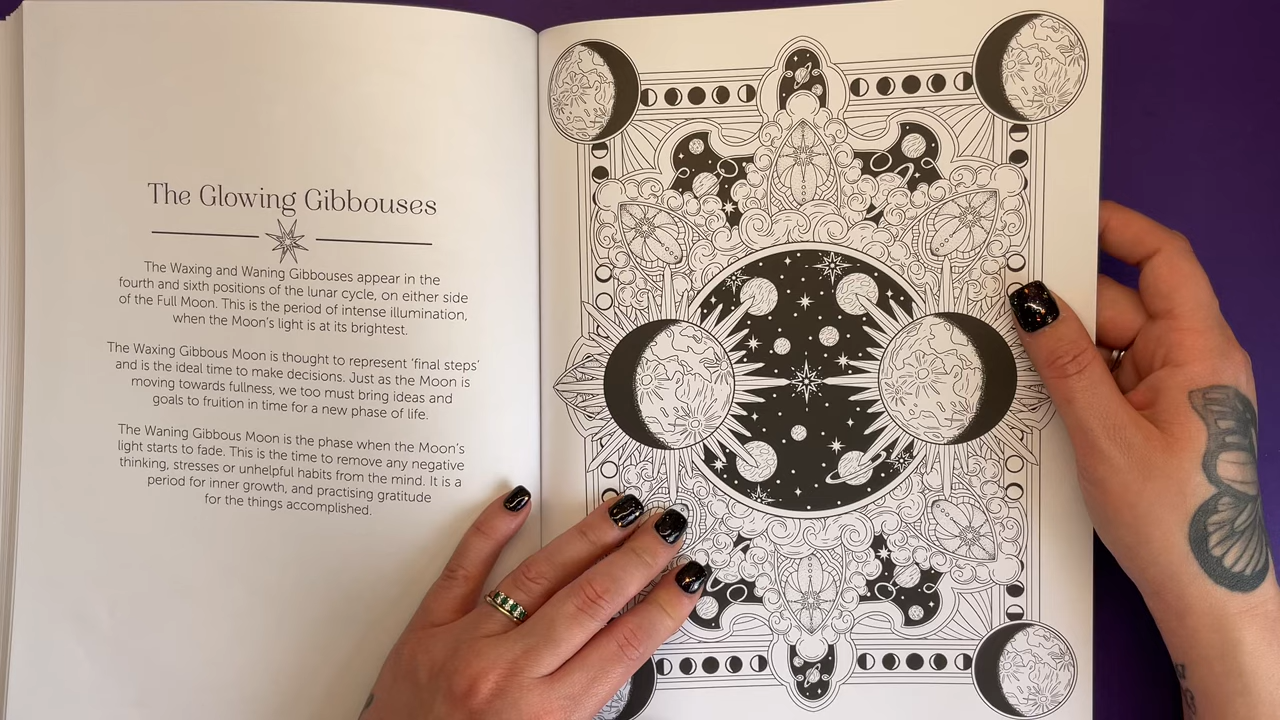 The Glowing Gibbouses
The Waxing and Waning Gibbouses appear in the
fourth and sixth positions of the lunar cycle, on either side
of the Full Moon. This is the period of intense illumination,
when the Moon's light is at its brightest.
The Waxing Gibbous Moon is thought to represent ‘final steps’
and is the ideal time to make decisions. Just as the Moon is
moving towards fullness, we too must bring ideas and
goals to fruition in time for a new phase of life.
The Waning Gibbous Moon is the phase when the Moon's
light starts to fade. This is the time to remove any negative
thinking, stresses or unhelpful habits from the mind. It is a
period for inner growth, and practising gratitude
for the things accomplished.